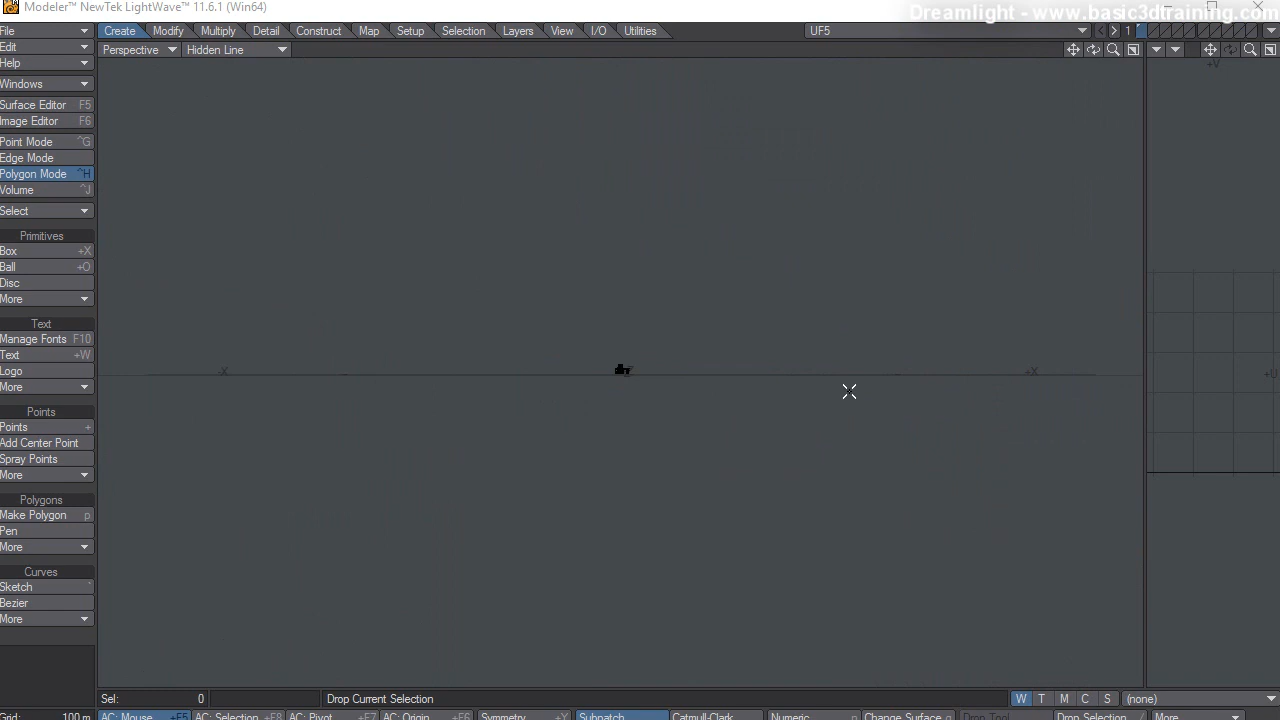 Modeler™ NewTek LightWave™ 11.6.1 (Win64)
Dreamlight - www.basic3dtraining.com
File
Create Modify Multiply Detail Construct Map Setup Selection Layers View I/O Utilities
UF5
1
Edit
Perspective Hidden Line
Help
Windows
+V
Surface Editor F5
Image Editor F6
Point Mode ^G
Edge Mode
Polygon Mode ^H
Volume ^J
Select
Primitives
Box +X
Ball +O
Disc
More
Text
Manage Fonts F10
Text +W
Logo
More
-X
Z
+X
+U
Points
Points +
Add Center Point
Spray Points
More
Polygons
Make Polygon p
Pen
More
Curves
Sketch `
Bezier
More
Sel: 0
Drop Current Selection
W T M C S (none)
Grid: 100 m
AC: Mouse +F5 AC: Selection +F8 AC: Pivot +F7 AC: Origin +F6 Symmetry +Y Subpatch Catmull-Clark Numeric n Change Surface q Drop Tool Drop Selection / More